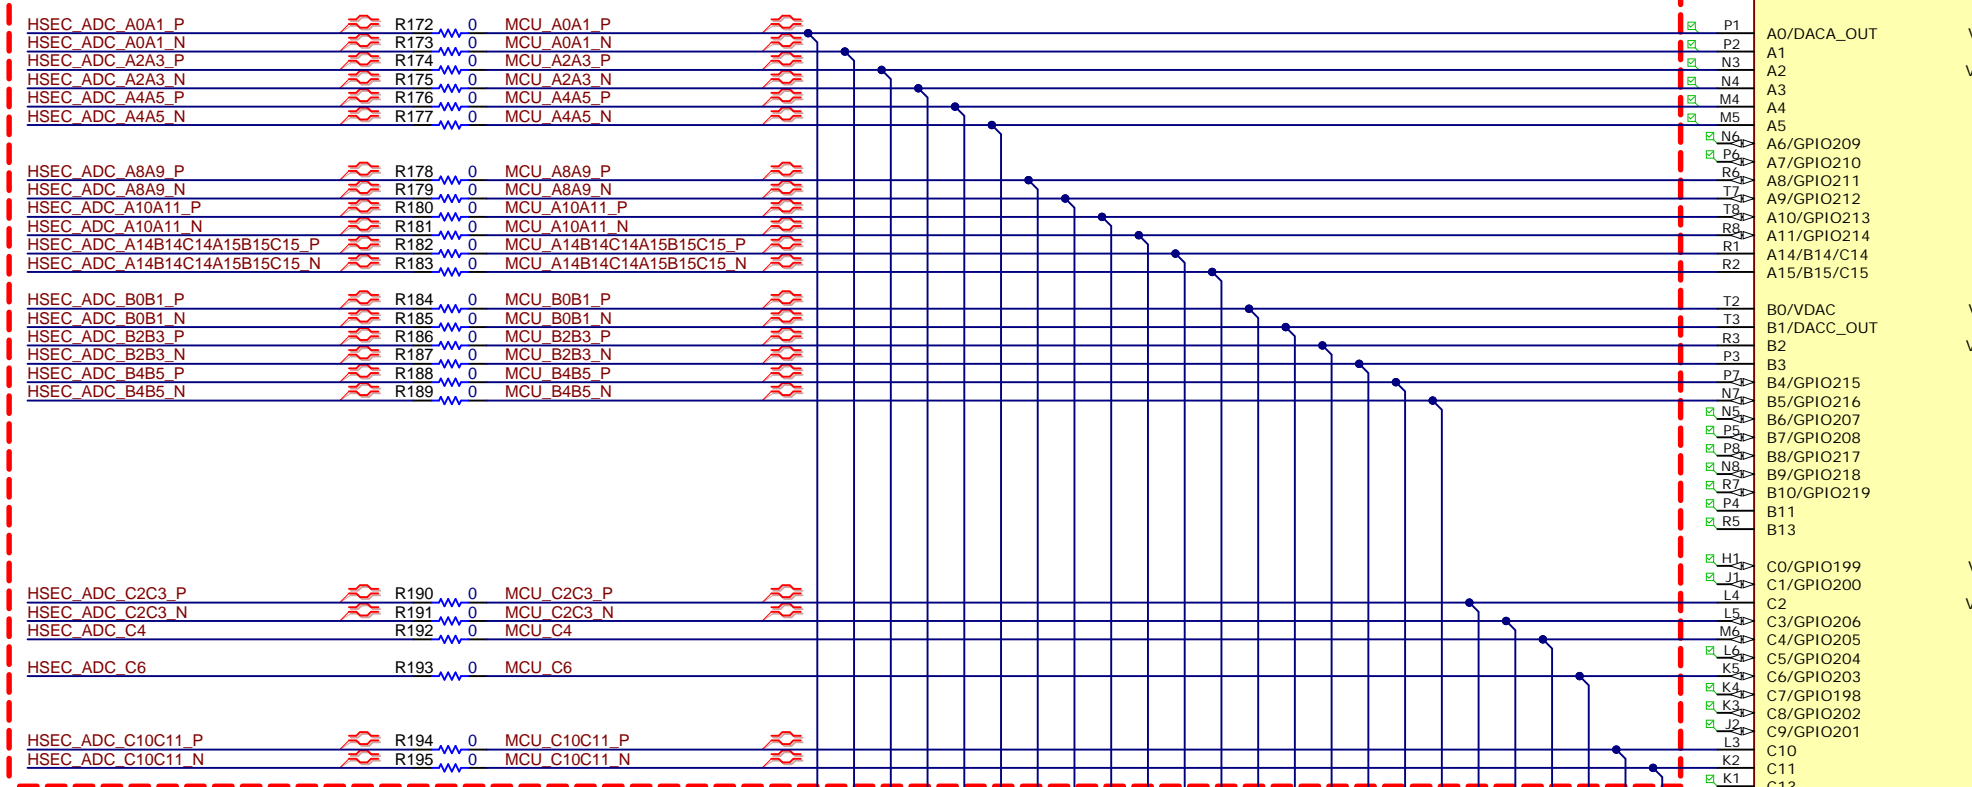 HSEC_ADC_A0A1_P R172 0 MCU_A0A1_P P1 A0/DACA_OUT
HSEC_ADC_A0A1_N R173 0 MCU_A0A1_N P2 A1
HSEC_ADC_A2A3_P R174 0 MCU_A2A3_P N3 A2
HSEC_ADC_A2A3_N R175 0 MCU_A2A3_N N4 A3
HSEC_ADC_A4A5_P R176 0 MCU_A4A5_P M4 A4
HSEC_ADC_A4A5_N R177 0 MCU_A4A5_N M5 A5
N6 A6/GPIO209
P6 A7/GPIO210
HSEC_ADC_A8A9_P R178 0 MCU_A8A9_P R6 A8/GPIO211
HSEC_ADC_A8A9_N R179 0 MCU_A8A9_N T7 A9/GPIO212
HSEC_ADC_A10A11_P R180 0 MCU_A10A11_P T8 A10/GPIO213
HSEC_ADC_A10A11_N R181 0 MCU_A10A11_N R8 A11/GPIO214
HSEC_ADC_A14B14C14A15B15C15_P R182 0 MCU_A14B14C14A15B15C15_P R1 A14/B14/C14
HSEC_ADC_A14B14C14A15B15C15_N R183 0 MCU_A14B14C14A15B15C15_N R2 A15/B15/C15
HSEC_ADC_B0B1_P R184 0 MCU_B0B1_P T2 B0/VDAC
HSEC_ADC_B0B1_N R185 0 MCU_B0B1_N T3 B1/DACC_OUT
HSEC_ADC_B2B3_P R186 0 MCU_B2B3_P R3 B2
HSEC_ADC_B2B3_N R187 0 MCU_B2B3_N P3 B3
HSEC_ADC_B4B5_P R188 0 MCU_B4B5_P P7 B4/GPIO215
HSEC_ADC_B4B5_N R189 0 MCU_B4B5_N N7 B5/GPIO216
N5 B6/GPIO207
P5 B7/GPIO208
P8 B8/GPIO217
N8 B9/GPIO218
R7 B10/GPIO219
P4 B11
R5 B13
H1 C0/GPIO199
J1 C1/GPIO200
HSEC_ADC_C2C3_P R190 0 MCU_C2C3_P L4 C2
HSEC_ADC_C2C3_N R191 0 MCU_C2C3_N L5 C3/GPIO206
HSEC_ADC_C4 R192 0 MCU_C4 M6 C4/GPIO205
L6 C5/GPIO204
HSEC_ADC_C6 R193 0 MCU_C6 K5 C6/GPIO203
K4 C7/GPIO198
K3 C8/GPIO202
J2 C9/GPIO201
HSEC_ADC_C10C11_P R194 0 MCU_C10C11_P L3 C10
HSEC_ADC_C10C11_N R195 0 MCU_C10C11_N K2 C11
K1